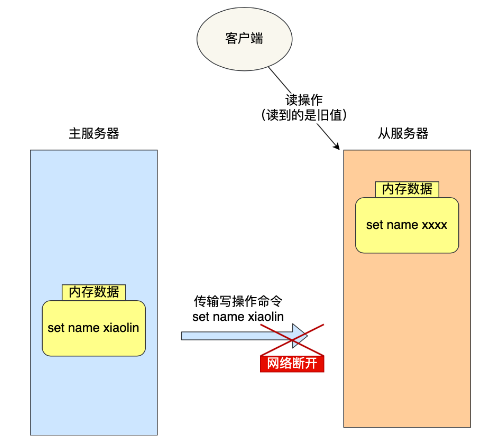 客户端
读操作
（读到的是旧值）
主服务器
从服务器
内存数据
set name xxxx
内存数据
set name xiaolin
传输写操作命令
set name xiaolin
网络断开